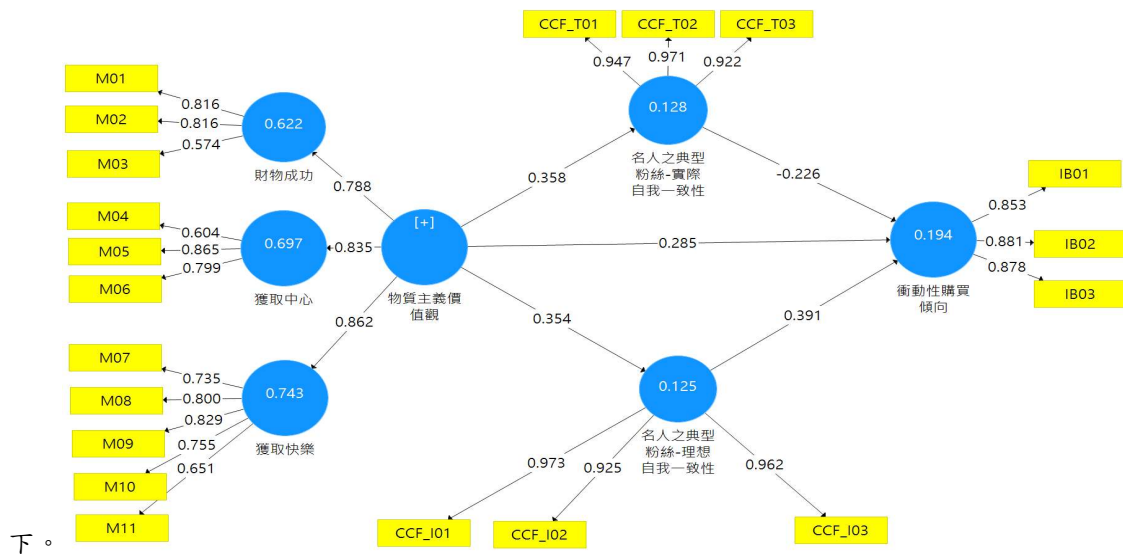 CCF_T01 CCF_T02 CCF_T03
0.947 0.971 0.922
M01
0.816
M02
0.816
M03
0.574
0.622
財物成功
0.788
0.128
名人之典型
粉絲-實際
自我一致性
0.358
-0.226
IB01
0.853
M04
0.604
M05
0.865
M06
0.799
0.697
獲取中心
0.835
[+]
物質主義價
值觀
0.285
0.194
衝動性購買
傾向
0.881
IB02
0.878
IB03
0.862
0.354
0.391
M07
0.735
M08
0.800
M09
0.829
M10
0.755
M11
0.651
0.743
獲取快樂
0.125
名人之典型
粉絲-理想
自我一致性
0.973 0.925 0.962
CCF_I01 CCF_I02 CCF_I03
下。